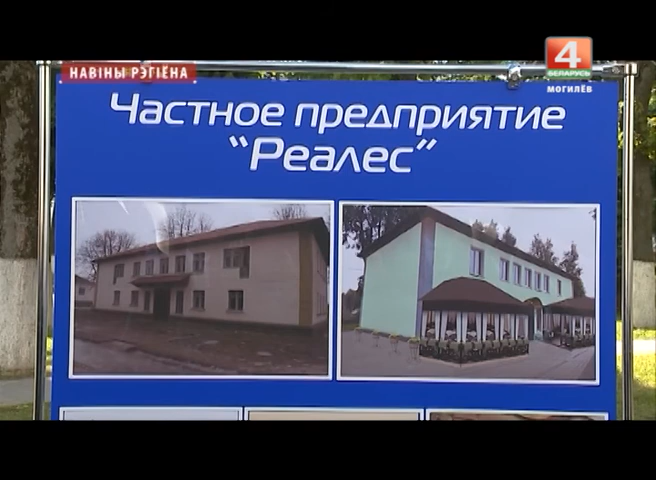 НАВІНЫ РЭГІЁНА
4
БЕЛАРУСЬ
МОГИЛЁВ
Частное предприятие
"Реалес"